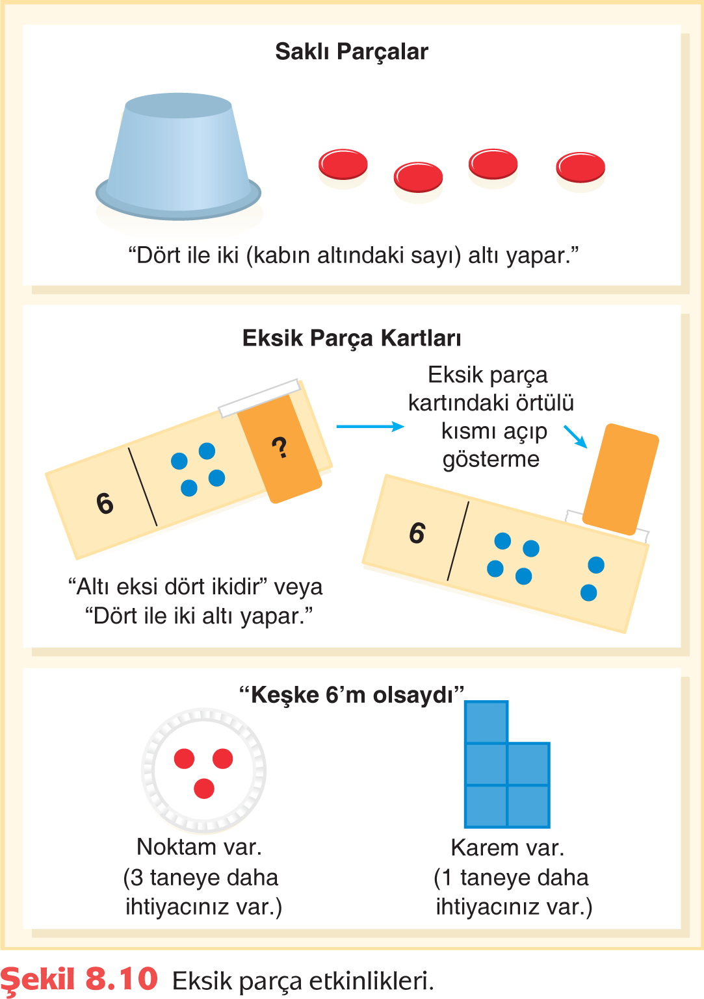 Saklı Parçalar
“Dört ile iki (kabın altındaki sayı) altı yapar.”
Eksik Parça Kartları
Eksik parça
kartındaki örtülü
kısmı açıp
gösterme
?
6
6
“Altı eksi dört ikidir” veya
“Dört ile iki altı yapar.”
“Keşke 6’m olsaydı”
Noktam var.
(3 taneye daha
ihtiyacınız var.)
Karem var.
(1 taneye daha
ihtiyacınız var.)
Şekil 8.10 Eksik parça etkinlikleri.